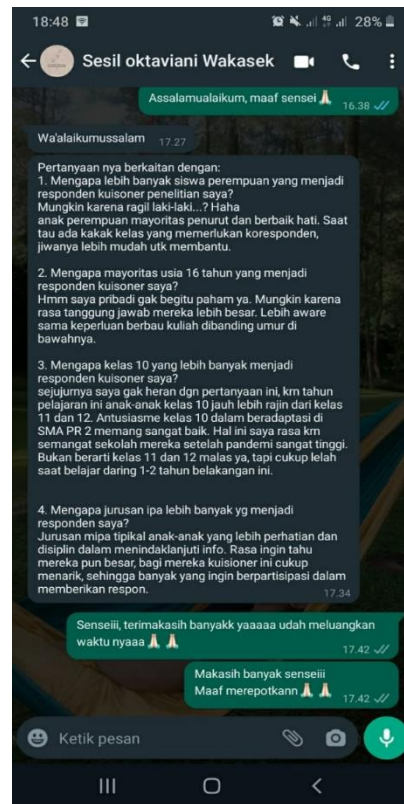 18:48
28%
Sesil oktaviani Wakasek
Assalamualaikum, maaf sensei 🙏🏻
16.38
Wa'alaikumussalam 17.27
Pertanyaan nya berkaitan dengan:
1. Mengapa lebih banyak siswa perempuan yang menjadi
responden kuisoner penelitian saya?
Mungkin karena ragil laki-laki...? Haha
anak perempuan mayoritas penurut dan berbaik hati. Saat
tau ada kakak kelas yang memerlukan koresponden,
jiwanya lebih mudah utk membantu.
2. Mengapa mayoritas usia 16 tahun yang menjadi
responden kuisoner saya?
Hmm saya pribadi gak begitu paham ya. Mungkin karena
rasa tanggung jawab mereka lebih besar. Lebih aware
sama keperluan berbau kuliah dibanding umur di
bawahnya.
3. Mengapa kelas 10 yang lebih banyak menjadi
responden kuisoner saya?
sejujurnya saya gak heran dgn pertanyaan ini, krn tahun
pelajaran ini anak-anak kelas 10 jauh lebih rajin dari kelas
11 dan 12. Antusiasme kelas 10 dalam beradaptasi di
SMA PR 2 memang sangat baik. Hal ini saya rasa krn
semangat sekolah mereka setelah pandemi sangat tinggi.
Bukan berarti kelas 11 dan 12 malas ya, tapi cukup lelah
saat belajar daring 1-2 tahun belakangan ini.
4. Mengapa jurusan ipa lebih banyak yg menjadi
responden saya?
Jurusan mipa tipikal anak-anak yang lebih perhatian dan
disiplin dalam menindaklanjuti info. Rasa ingin tahu
mereka pun besar, bagi mereka kuisioner ini cukup
menarik, sehingga banyak yang ingin berpartisipasi dalam
memberikan respon.
17.34
Senseiii, terimakasih banyakk yaaaaa udah meluangkan
waktu nyaaa 🙏🏻 🙏🏻
17.42
Makasih banyak senseiii
Maaf merepotkann 🙏🏻 🙏🏻
17.42
Ketik pesan